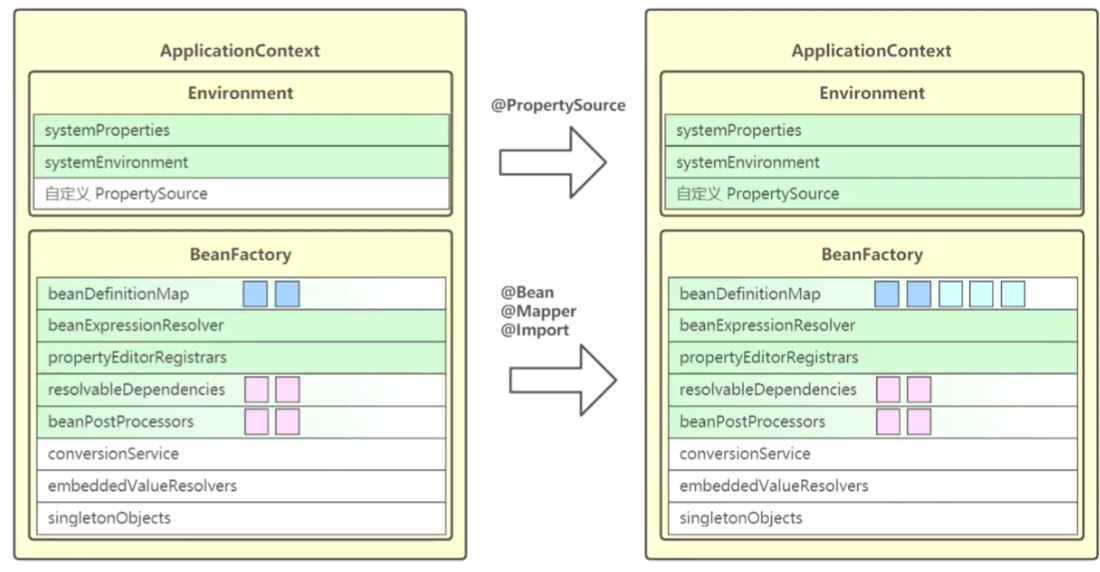 ApplicationContext
Environment
systemProperties
systemEnvironment
自定义 PropertySource
BeanFactory
beanDefinitionMap
beanExpressionResolver
propertyEditorRegistrars
resolvableDependencies
beanPostProcessors
conversionService
embeddedValueResolvers
singletonObjects
@PropertySource
@Bean
@Mapper
@Import
ApplicationContext
Environment
systemProperties
systemEnvironment
自定义 PropertySource
BeanFactory
beanDefinitionMap
beanExpressionResolver
propertyEditorRegistrars
resolvableDependencies
beanPostProcessors
conversionService
embeddedValueResolvers
singletonObjects